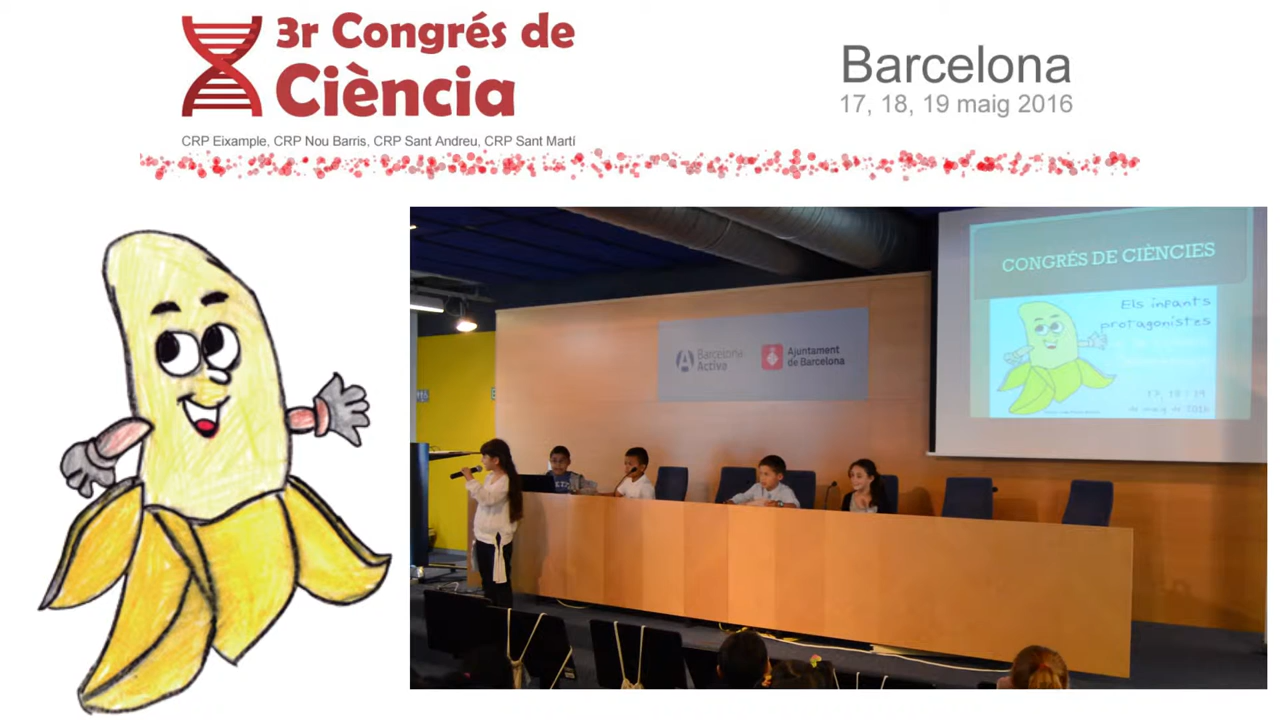 3r Congrés de
Ciència
CRP Eixample, CRP Nou Barris, CRP Sant Andreu, CRP Sant Martí
Barcelona
17, 18, 19 maig 2016
Barcelona
Activa
Ajuntament
de Barcelona
CONGRÉS DE CIÈNCIES
Els infants
protagonistes
17, 18 i 19
de maig de 2016